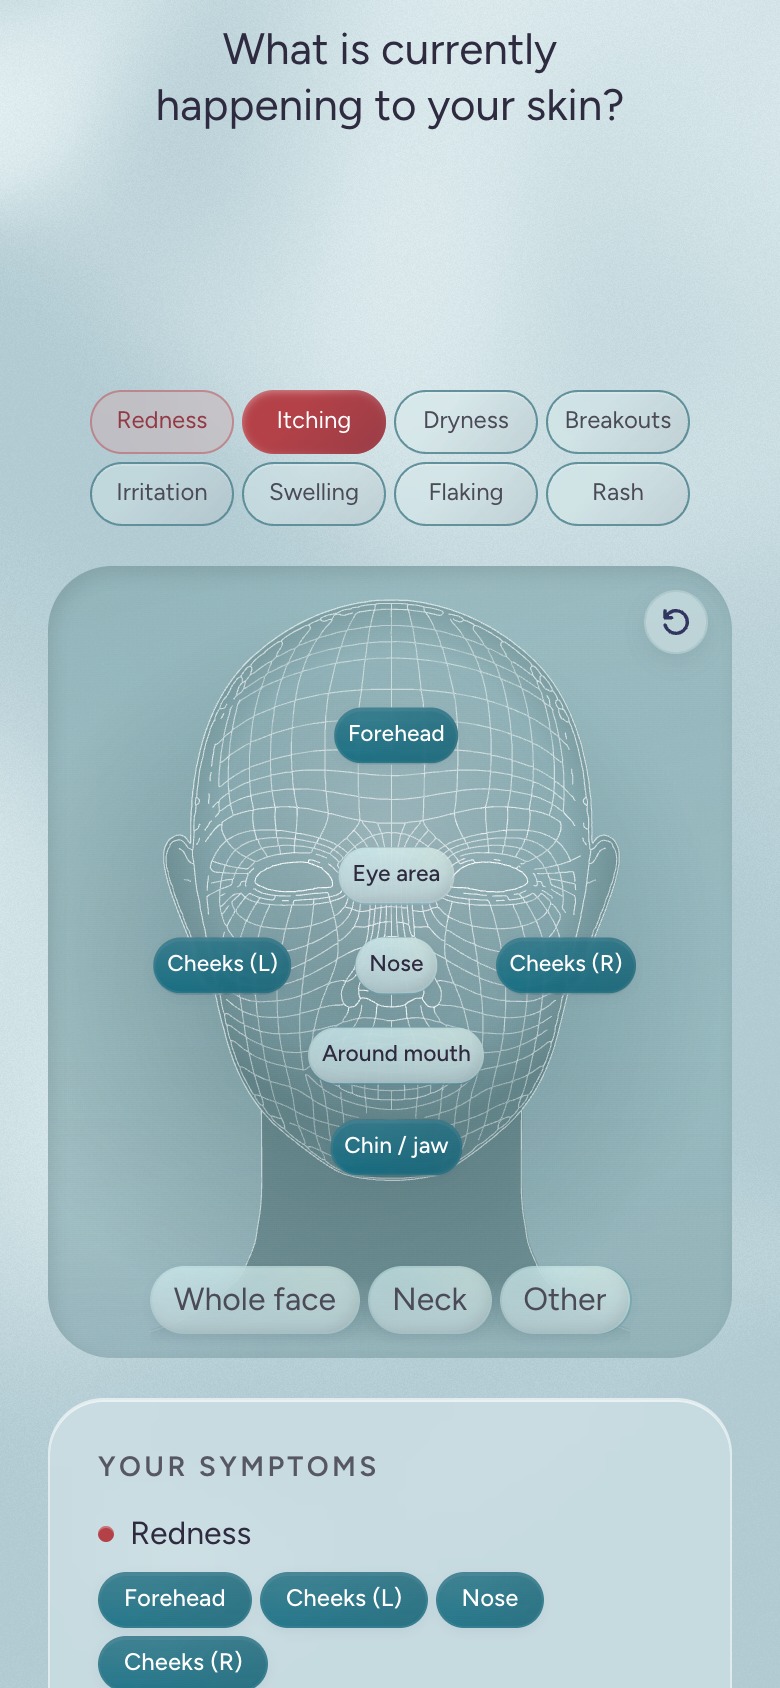 What is currently
happening to your skin?
Redness Itching Dryness Breakouts
Irritation Swelling Flaking Rash
Forehead
Eye area
Cheeks (L) Nose Cheeks (R)
Around mouth
Chin / jaw
Whole face Neck Other
YOUR SYMPTOMS
Redness
Forehead Cheeks (L) Nose
Cheeks (R)